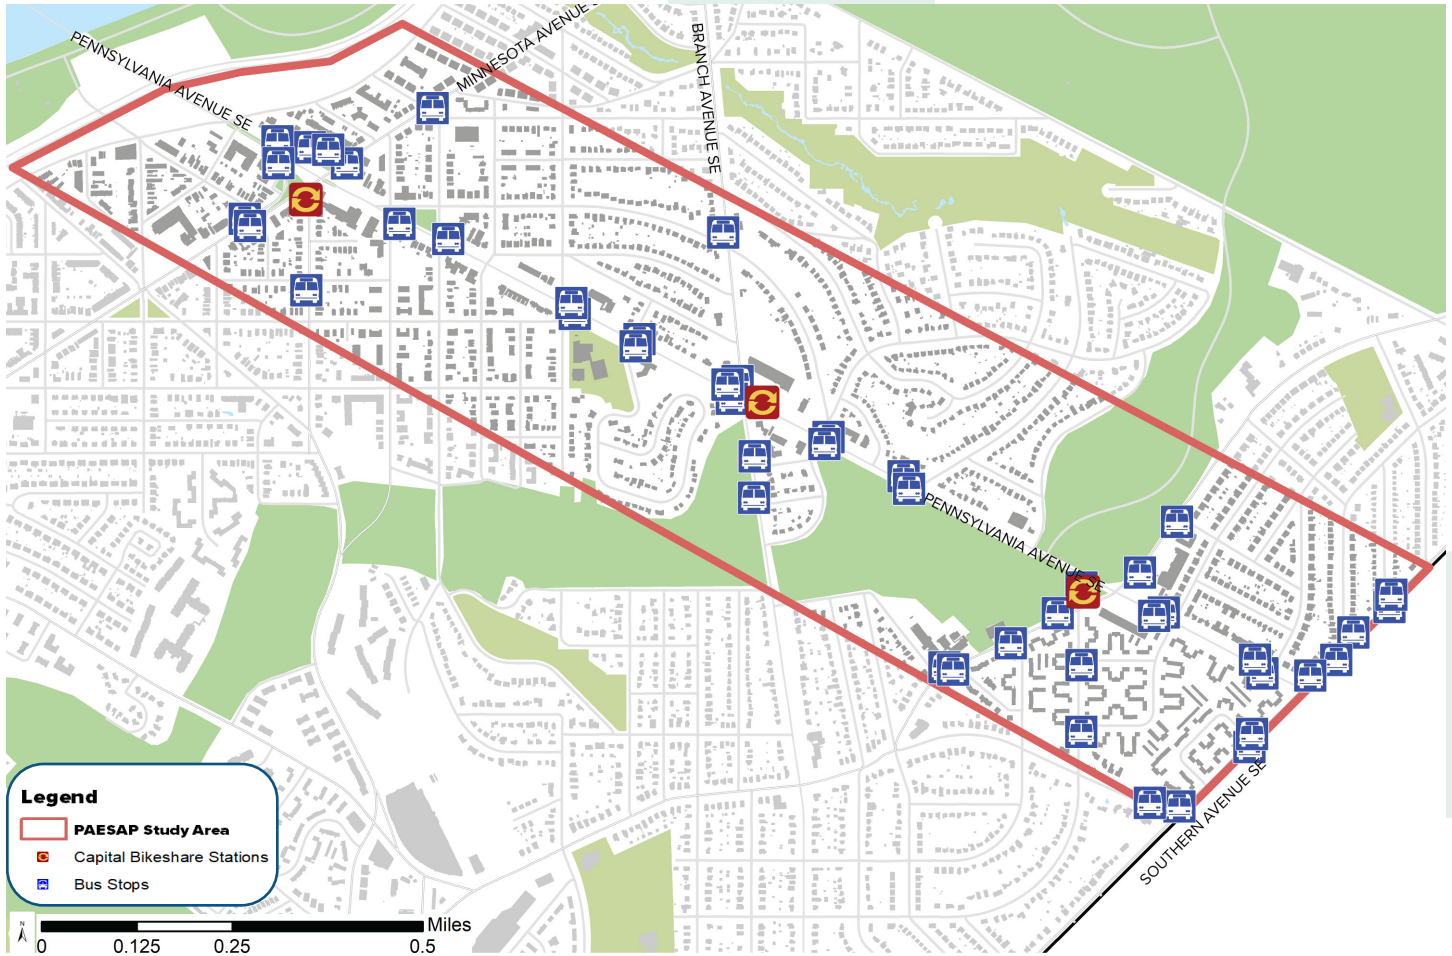 PENNSYLVANIA AVENUE SE
MINNESOTA AVENUE S
BRANCH AVENUE SE
PENNSYLVANIA AVENUE SE
SOUTHERN AVENUE SE
Legend
PAESAP Study Area
Capital Bikeshare Stations
Bus Stops
N
Miles
0 0.125 0.25 0.5